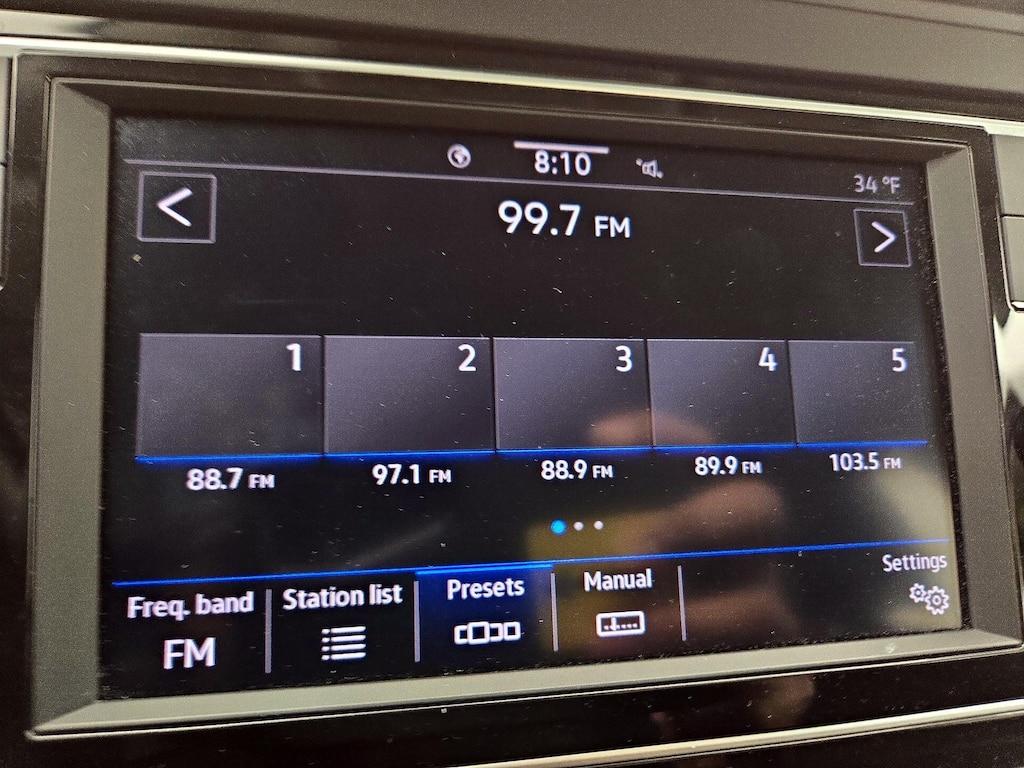 8:10
34 °F
99.7 FM
1 2 3 4 5
88.7 FM 97.1 FM 88.9 FM 89.9 FM 103.5 FM
Freq. band Station list Presets Manual Settings
FM